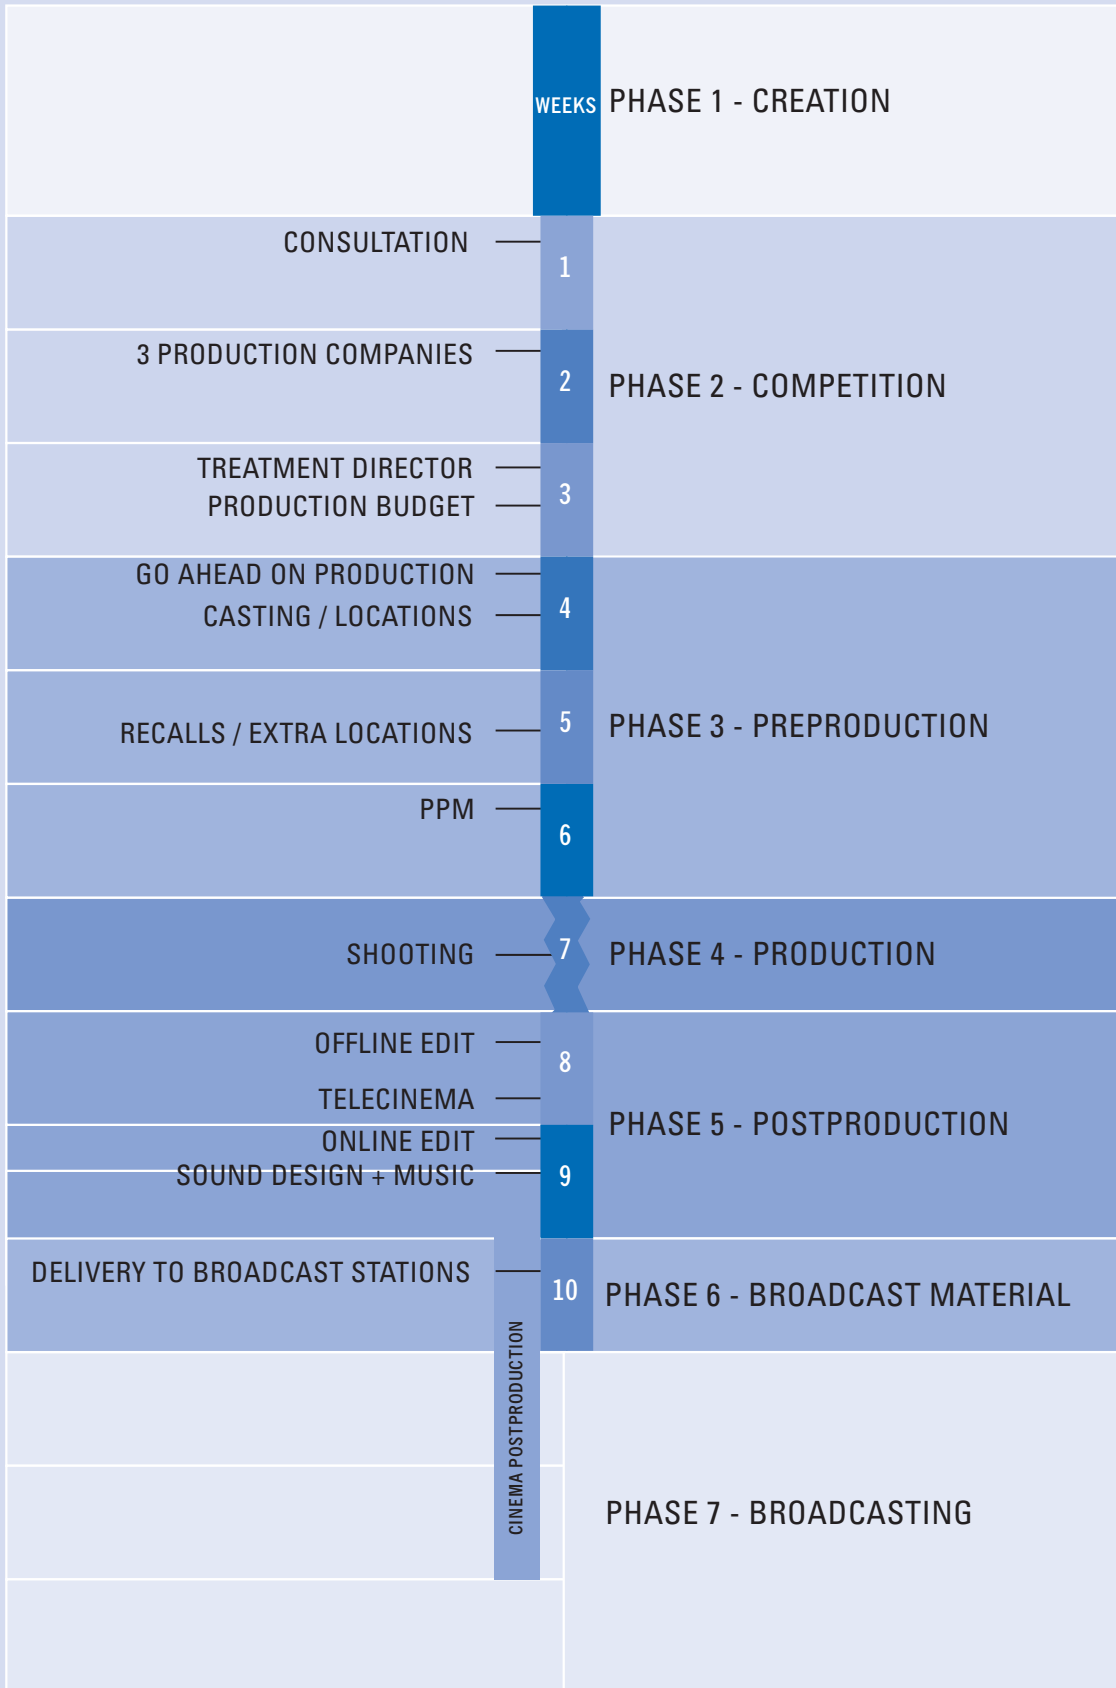 WEEKS
PHASE 1 - CREATION
CONSULTATION
1
3 PRODUCTION COMPANIES
2
PHASE 2 - COMPETITION
TREATMENT DIRECTOR
3
PRODUCTION BUDGET
GO AHEAD ON PRODUCTION
4
CASTING / LOCATIONS
RECALLS / EXTRA LOCATIONS
5
PHASE 3 - PREPRODUCTION
PPM
6
SHOOTING
7
PHASE 4 - PRODUCTION
OFFLINE EDIT
8
TELECINEMA
PHASE 5 - POSTPRODUCTION
ONLINE EDIT
SOUND DESIGN + MUSIC
9
DELIVERY TO BROADCAST STATIONS
10
PHASE 6 - BROADCAST MATERIAL
CINEMA POSTPRODUCTION
PHASE 7 - BROADCASTING